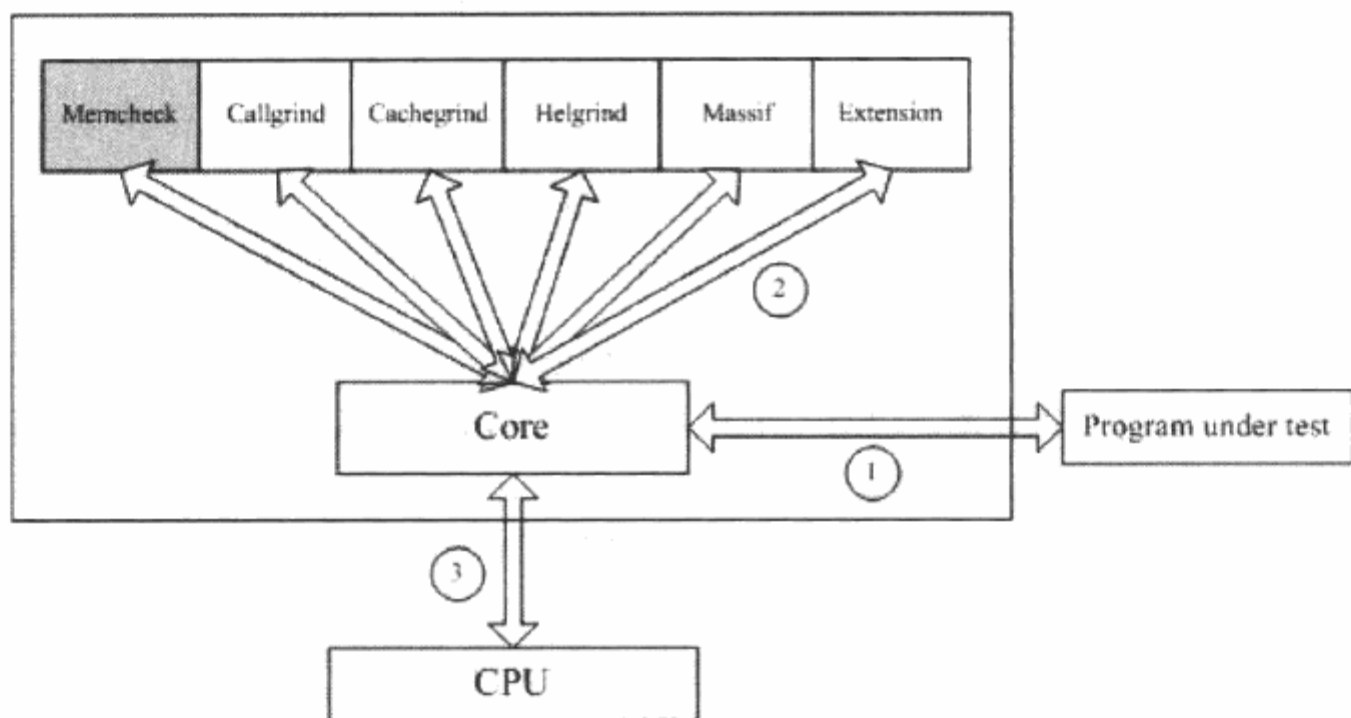 Memcheck
Callgrind
Cachegrind
Helgrind
Massif
Extension
2
Core
Program under test
1
3
CPU